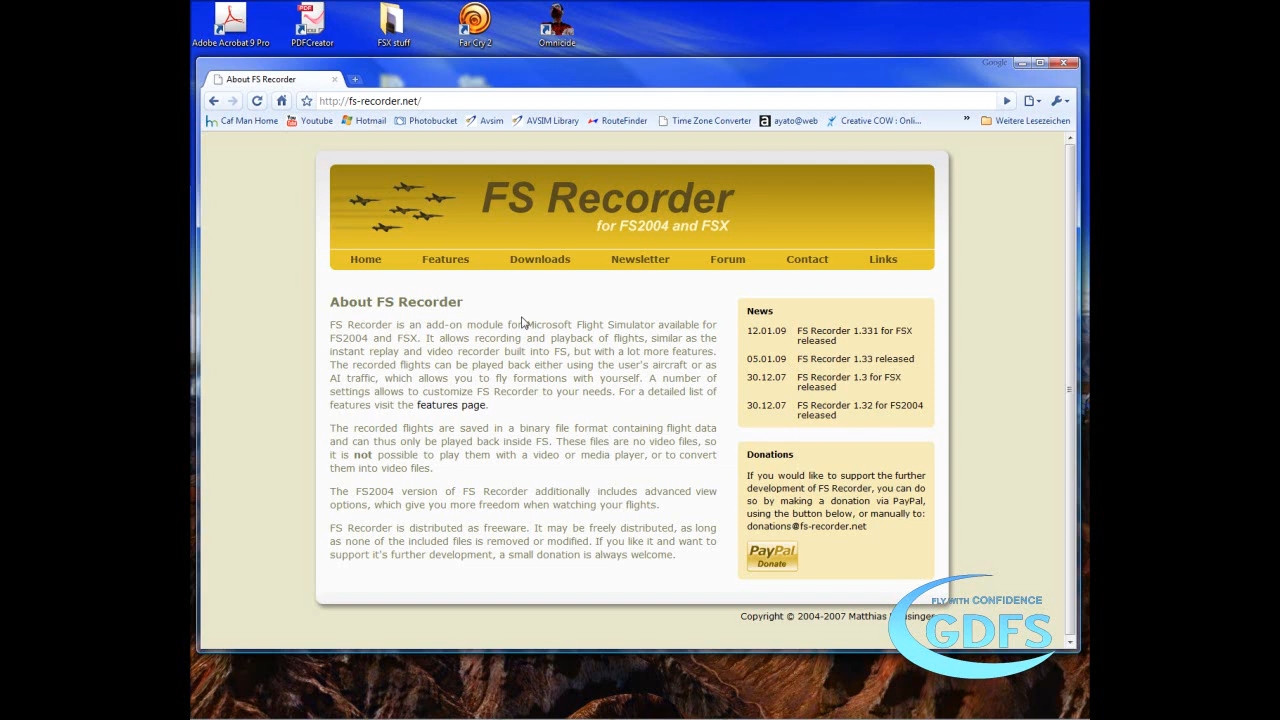 Adobe Acrobat 9 Pro
PDFCreator
FSX stuff
Far Cry 2
Omnicide
Google
About FS Recorder
http://fs-recorder.net/
Caf Man Home
Youtube
Hotmail
Photobucket
Avsim
AVSIM Library
RouteFinder
Time Zone Converter
ayato@web
Creative COW : Onli...
»
Weitere Lesezeichen
FS Recorder
for FS2004 and FSX
Home
Features
Downloads
Newsletter
Forum
Contact
Links
About FS Recorder
FS Recorder is an add-on module for Microsoft Flight Simulator available for
FS2004 and FSX. It allows recording and playback of flights, similar as the
instant replay and video recorder built into FS, but with a lot more features.
The recorded flights can be played back either using the user's aircraft or as
AI traffic, which allows you to fly formations with yourself. A number of
settings allows to customize FS Recorder to your needs. For a detailed list of
features visit the features page.
The recorded flights are saved in a binary file format containing flight data
and can thus only be played back inside FS. These files are no video files, so
it is not possible to play them with a video or media player, or to convert
them into video files.
The FS2004 version of FS Recorder additionally includes advanced view
options, which give you more freedom when watching your flights.
FS Recorder is distributed as freeware. It may be freely distributed, as long
as none of the included files is removed or modified. If you like it and want to
support it's further development, a small donation is always welcome.
News
12.01.09 FS Recorder 1.331 for FSX
released
05.01.09 FS Recorder 1.33 released
30.12.07 FS Recorder 1.3 for FSX
released
30.12.07 FS Recorder 1.32 for FS2004
released
Donations
If you would like to support the further
development of FS Recorder, you can do
so by making a donation via PayPal,
using the button below, or manually to:
donations@fs-recorder.net
PayPal
Donate
Copyright © 2004-2007 Matthias
FLY WITH CONFIDENCE
GDFS